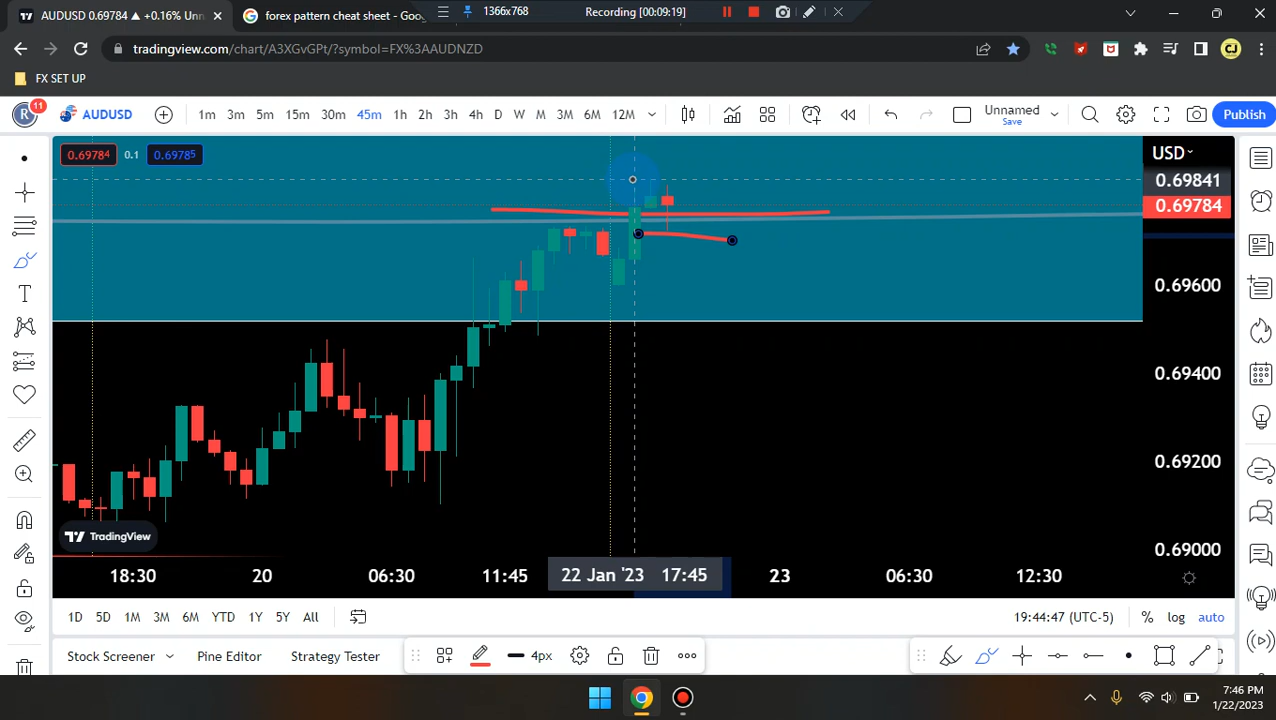 AUDUSD 0.69784 ▲ +0.16% Unn
forex pattern cheat sheet - Goo
1366x768
Recording [00:09:19]
tradingview.com/chart/A3XGvGPt/?symbol=FX%3AAUDNZD
CJ
FX SET UP
R
11
AUDUSD
1m 3m 5m 15m 30m 45m 1h 2h 3h 4h D W M 3M 6M 12M
Unnamed
Save
Publish
0.69784
0.1
0.69785
USD
0.69841
0.69784
0.69600
0.69400
0.69200
0.69000
TradingView
18:30 20 06:30 11:45 22 Jan '23 17:45 23 06:30 12:30
1D 5D 1M 3M 6M YTD 1Y 5Y All
19:44:47 (UTC-5) % log auto
Stock Screener Pine Editor Strategy Tester
4px
7:46 PM
1/22/2023